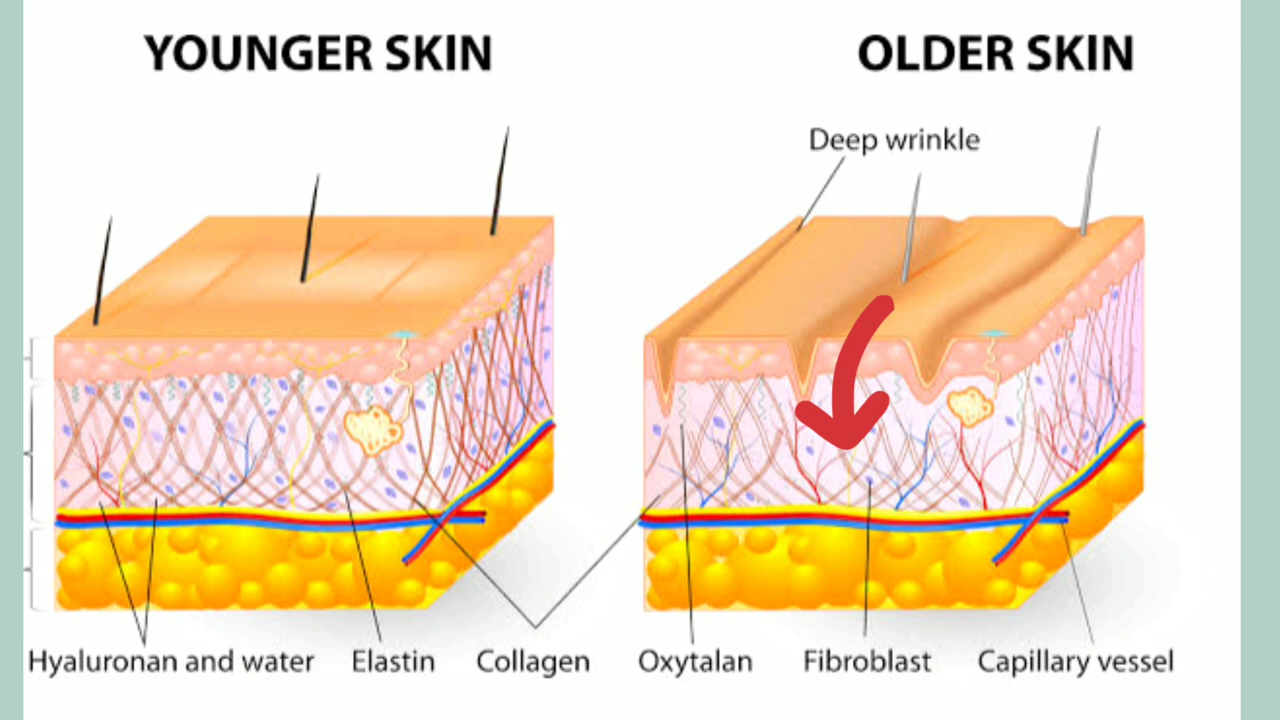 YOUNGER SKIN
OLDER SKIN
Deep wrinkle
Hyaluronan and water
Elastin
Collagen
Oxytalan
Fibroblast
Capillary vessel